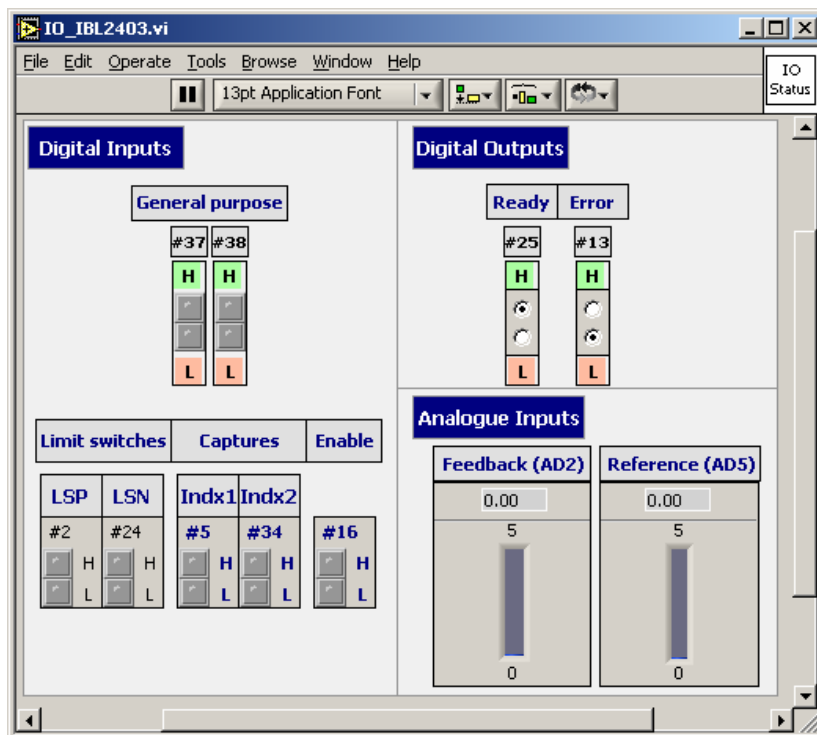 IO_IBL2403.vi
File Edit Operate Tools Browse Window Help
13pt Application Font
IO
Status
Digital Inputs
General purpose
#37 #38
H H
L L
Limit switches Captures Enable
LSP LSN Indx1 Indx2
#2 #24 #5 #34 #16
H H H H H
L L L L L
Digital Outputs
Ready Error
#25 #13
H H
L L
Analogue Inputs
Feedback (AD2) Reference (AD5)
0.00 0.00
5 5
0 0